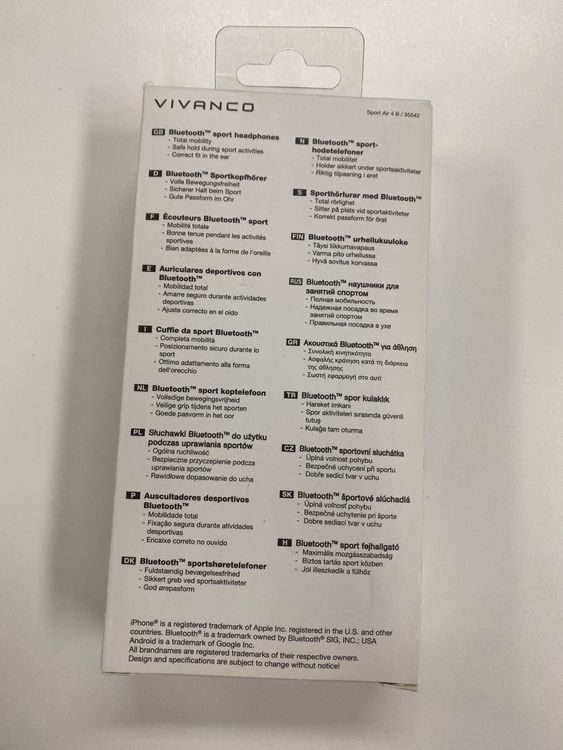 VIVANCO
Sport Air 4 B / 35542
GB Bluetooth™ sport headphones
- Total mobility
- Safe hold during sport activities
- Correct fit in the ear
D Bluetooth™ Sportkopfhörer
- Volle Bewegungsfreiheit
- Sicherer Halt beim Sport
- Gute Passform im Ohr
F Écouteurs Bluetooth™ sport
- Mobilité totale
- Bonne tenue pendant les activités
sportives
- Bien adaptées à la forme de l'oreille
E Auriculares deportivos con
Bluetooth™
- Mobilidad total
- Amarre seguro durante actividades
deportivas
- Ajuste correcto en el oído
I Cuffie da sport Bluetooth™
- Completa mobilità
- Posizionamento sicuro durante lo
sport
- Ottimo adattamento alla forma
dell'orecchio
NL Bluetooth™ sport koptelefoon
- Volledige bewegingsvrijheid
- Veilige grip tijdens het sporten
- Goede pasvorm in het oor
PL Słuchawki Bluetooth™ do użytku
podczas uprawiania sportów
- Ogólna ruchliwość
- Bezpieczne przyczepienie podcza
uprawiania sportów
- Rawidłowe dopasowanie do ucha
P Auscultadores desportivos
Bluetooth™
- Mobilidade total
- Fixação segura durante atividades
desportivas
- Encaixe correto no ouvido
DK Bluetooth™ sportshøretelefoner
- Fuldstændig bevægelsesfrihed
- Sikkert greb ved sportsaktiviteter
- God ørepasform
N Bluetooth™ sport-
hodetelefoner
- Total mobilitet
- Holder sikkert under sportsaktiviteter
- Riktig tilpasning i øret
S Sporthörlurar med Bluetooth™
- Total rörlighet
- Sitter på plats vid sportaktiviteter
- Korrekt passform för örat
FIN Bluetooth™ urheilukuuloke
- Täysi liikkumavapaus
- Varma pito urheilussa
- Hyvä sovitus korvassa
RUS Bluetooth™ наушники для
занятий спортом
- Полная мобильность
- Надежная посадка во время
занятий спортом
- Правильная посадка в ухе
GR Ακουστικά Bluetooth™ για άθληση
- Συνολική κινητικότητα
- Ασφαλής κράτηση κατά τη διάρκεια
της άθλησης
- Σωστή εφαρμογή στο αυτί
TR Bluetooth™ spor kulaklık
- Hareket imkanı
- Spor aktiviteleri sırasında güvenli
tutuş
- Kulağa tam oturma
CZ Bluetooth™ sportovní sluchátka
- Úplná volnost pohybu
- Bezpečné uchycení při sportu
- Dobře sedící tvar v uchu
SK Bluetooth™ športové slúchadlá
- Úplná voľnost pohybu
- Bezpečné uchytenie pri športe
- Dobre sediaci tvar v uchu
H Bluetooth™ sport fejhallgató
- Maximális mozgásszabadság
- Biztos tartás sport közben
- Jól illeszkedik a fülhöz
iPhone® is a registered trademark of Apple Inc. registered in the U.S. and other
countries. Bluetooth® is a trademark owned by Bluetooth® SIG, INC.; USA
Android is a trademark of Google Inc.
All brandnames are registered trademarks of their respective owners.
Design and specifications are subject to change without notice!